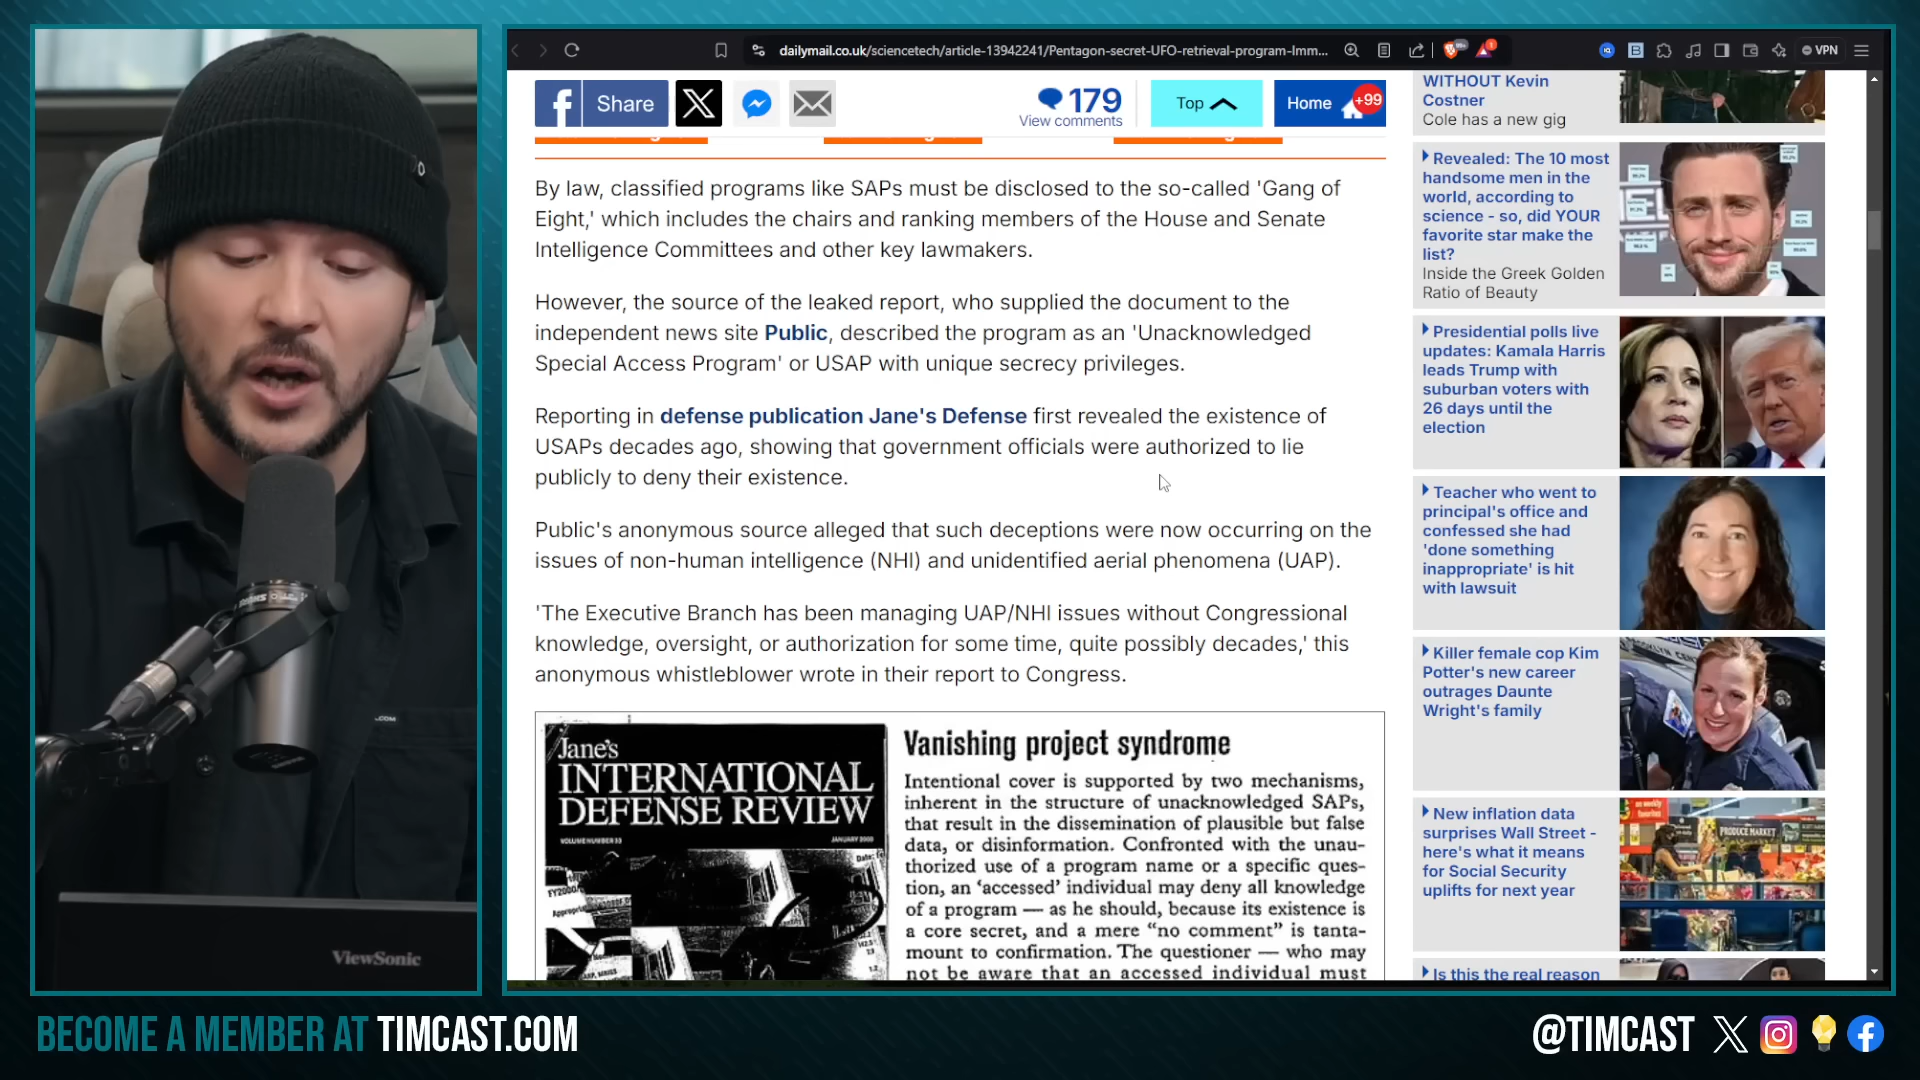 dailymail.co.uk/sciencetech/article-13942241/Pentagon-secret-UFO-retrieval-program-Imm...
VPN
Share
179
View comments
Top
Home
+99
By law, classified programs like SAPs must be disclosed to the so-called 'Gang of
Eight,' which includes the chairs and ranking members of the House and Senate
Intelligence Committees and other key lawmakers.
However, the source of the leaked report, who supplied the document to the
independent news site Public, described the program as an 'Unacknowledged
Special Access Program' or USAP with unique secrecy privileges.
Reporting in defense publication Jane's Defense first revealed the existence of
USAPs decades ago, showing that government officials were authorized to lie
publicly to deny their existence.
Public's anonymous source alleged that such deceptions were now occurring on the
issues of non-human intelligence (NHI) and unidentified aerial phenomena (UAP).
'The Executive Branch has been managing UAP/NHI issues without Congressional
knowledge, oversight, or authorization for some time, quite possibly decades,' this
anonymous whistleblower wrote in their report to Congress.
Jane's
INTERNATIONAL
DEFENSE REVIEW
VOLUME NUMBER 33
JANUARY 2000
Vanishing project syndrome
Intentional cover is supported by two mechanisms,
inherent in the structure of unacknowledged SAPs,
that result in the dissemination of plausible but false
data, or disinformation. Confronted with the unau-
thorized use of a program name or a specific ques-
tion, an 'accessed' individual may deny all knowledge
of a program — as he should, because its existence is
a core secret, and a mere "no comment" is tanta-
mount to confirmation. The questioner — who may
not be aware that an accessed individual must
WITHOUT Kevin
Costner
Cole has a new gig
Revealed: The 10 most
handsome men in the
world, according to
science - so, did YOUR
favorite star make the
list?
Inside the Greek Golden
Ratio of Beauty
Presidential polls live
updates: Kamala Harris
leads Trump with
suburban voters with
26 days until the
election
Teacher who went to
principal's office and
confessed she had
'done something
inappropriate' is hit
with lawsuit
Killer female cop Kim
Potter's new career
outrages Daunte
Wright's family
New inflation data
surprises Wall Street -
here's what it means
for Social Security
uplifts for next year
PRODUCE MARKET
Is this the real reason
.COM
ViewSonic
BECOME A MEMBER AT TIMCAST.COM
@TIMCAST